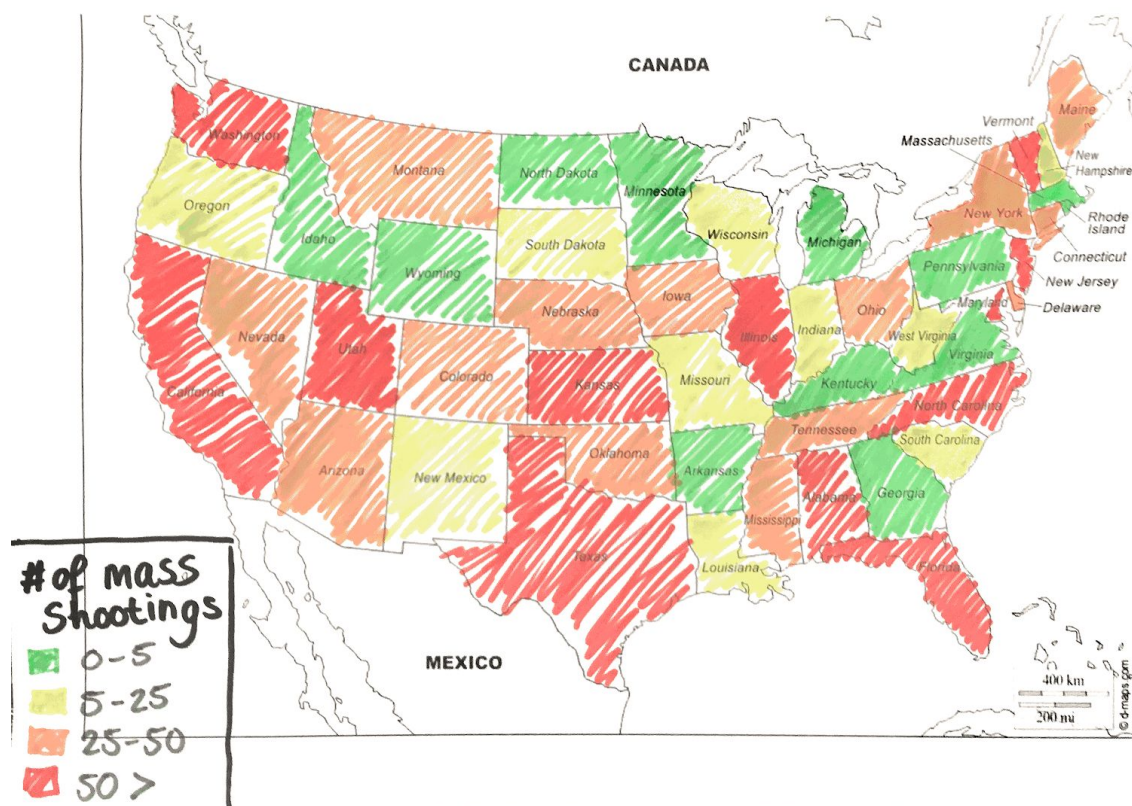 CANADA
Washington
Montana
North Dakota
Minnesota
Maine
Vermont
Massachusetts
New
Hampshire
Oregon
Idaho
South Dakota
Wisconsin
Michigan
New York
Rhode
Island
Connecticut
Wyoming
Pennsylvania
New Jersey
Nebraska
Iowa
Ohio
Maryland
Delaware
Nevada
Utah
Illinois
Indiana
West Virginia
Virginia
Colorado
Kansas
Missouri
Kentucky
California
North Carolina
Tennessee
South Carolina
Arizona
New Mexico
Oklahoma
Arkansas
Georgia
Alabama
Mississippi
Texas
Louisiana
Florida
# of mass
shootings
0-5
5-25
25-50
50 >
MEXICO
400 km
200 mi
© d-maps.com